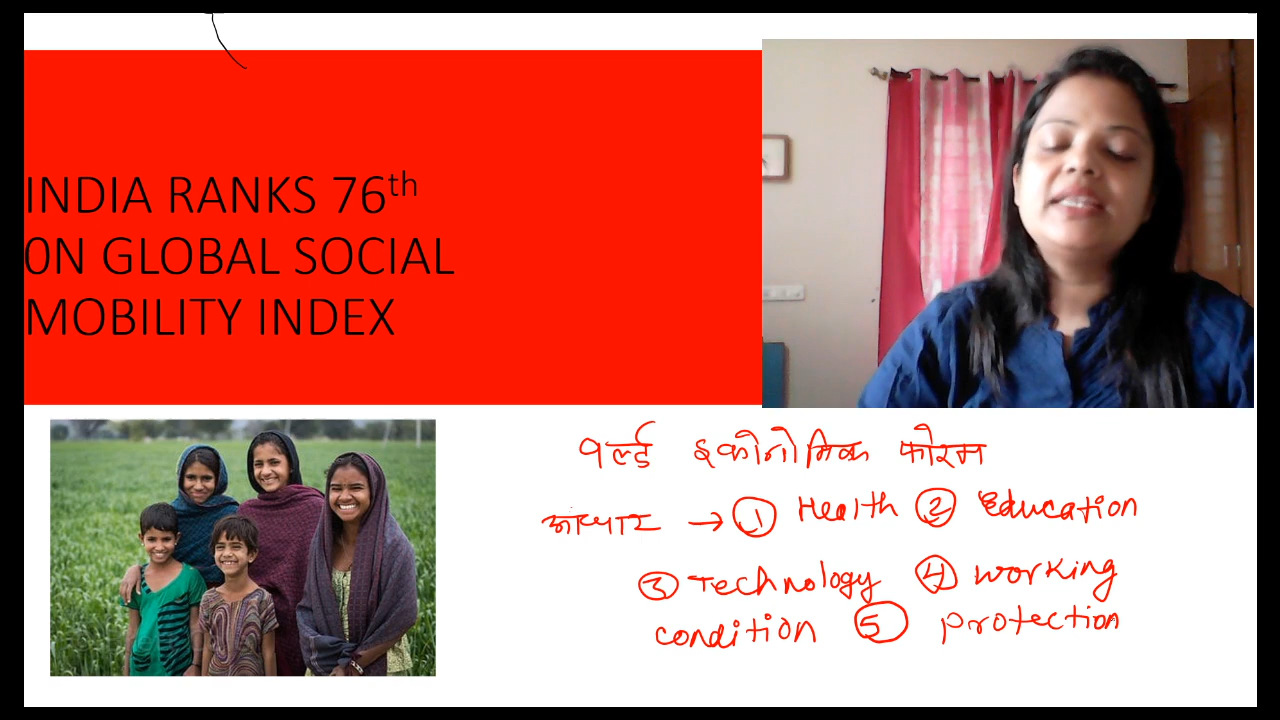 INDIA RANKS 76th
0N GLOBAL SOCIAL
MOBILITY INDEX
वर्ल्ड इकोनोमिक फोरम
आधार → ① Health ② Education
③ Technology ④ working
condition ⑤ protection